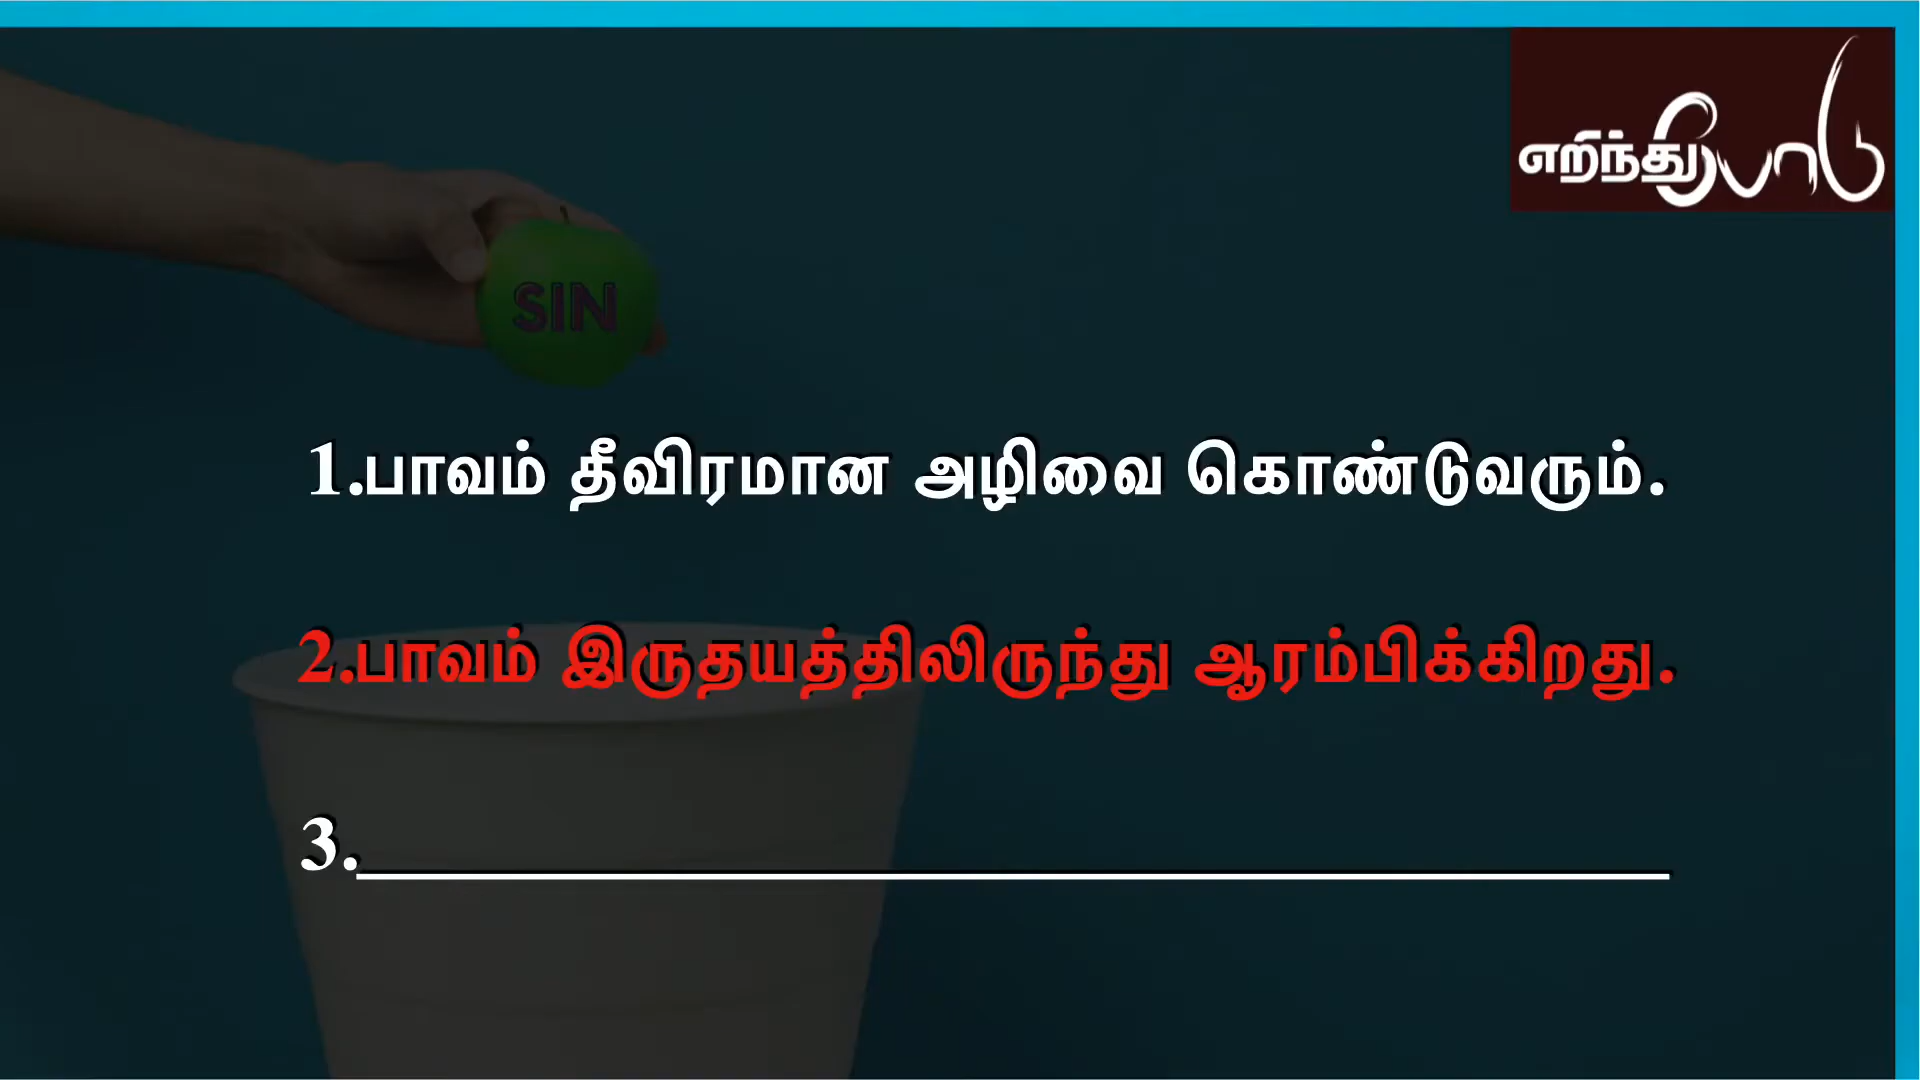 எறிந்துபோடு
SIN
1.பாவம் தீவிரமான அழிவை கொண்டுவரும்.
2.பாவம் இருதயத்திலிருந்து ஆரம்பிக்கிறது.
3.